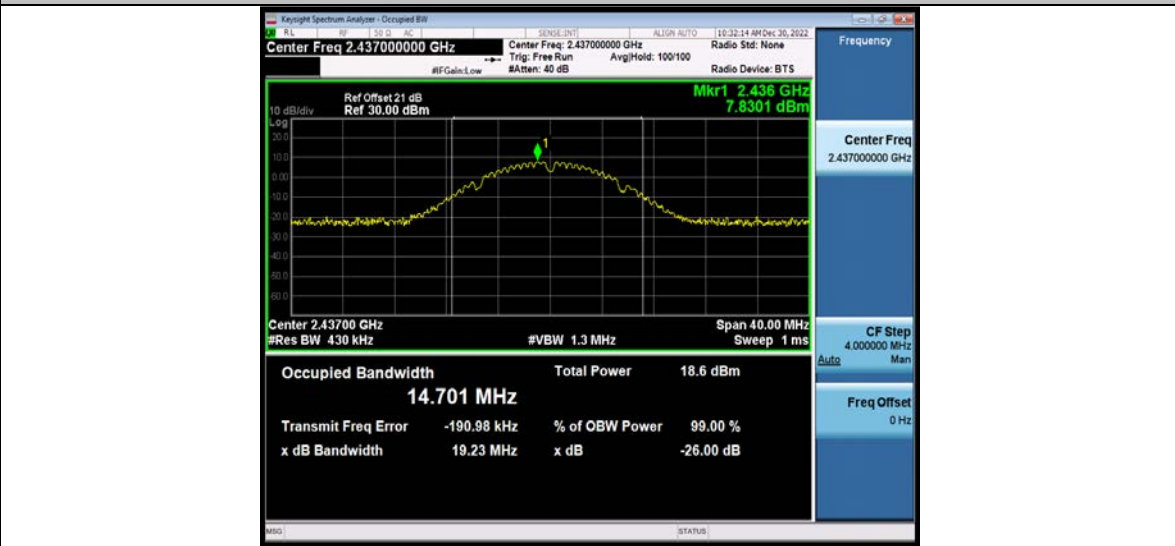 Keysight Spectrum Analyzer - Occupied BW
RL RF 50 Ω AC SENSE:INT ALIGN AUTO 10:32:14 AM Dec 30, 2022
Center Freq 2.437000000 GHz
Center Freq: 2.437000000 GHz
Radio Std: None
Trig: Free Run Avg|Hold: 100/100
#IFGain:Low #Atten: 40 dB Radio Device: BTS
Frequency
Mkr1 2.436 GHz
7.8301 dBm
Ref Offset 21 dB
10 dB/div Ref 30.00 dBm
Log
20.0
10.0
0.00
-10.0
-20.0
-30.0
-40.0
-50.0
-60.0
1
Center 2.43700 GHz Span 40.00 MHz
#Res BW 430 kHz #VBW 1.3 MHz Sweep 1 ms
Occupied Bandwidth Total Power 18.6 dBm
14.701 MHz
Transmit Freq Error -190.98 kHz % of OBW Power 99.00 %
x dB Bandwidth 19.23 MHz x dB -26.00 dB
Center Freq
2.437000000 GHz
CF Step
4.000000 MHz
Auto Man
Freq Offset
0 Hz
MSG STATUS